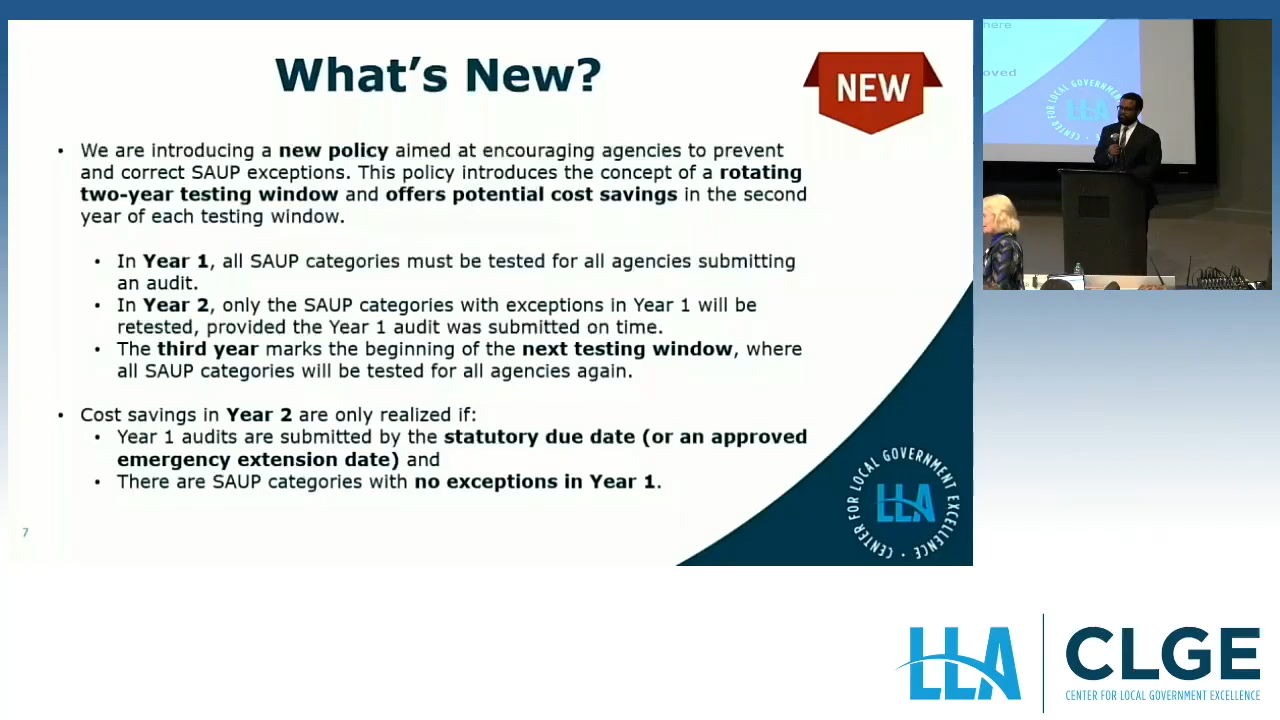 What's New?
NEW
• We are introducing a new policy aimed at encouraging agencies to prevent
and correct SAUP exceptions. This policy introduces the concept of a rotating
two-year testing window and offers potential cost savings in the second
year of each testing window.
• In Year 1, all SAUP categories must be tested for all agencies submitting
an audit.
• In Year 2, only the SAUP categories with exceptions in Year 1 will be
retested, provided the Year 1 audit was submitted on time.
• The third year marks the beginning of the next testing window, where
all SAUP categories will be tested for all agencies again.
• Cost savings in Year 2 are only realized if:
• Year 1 audits are submitted by the statutory due date (or an approved
emergency extension date) and
• There are SAUP categories with no exceptions in Year 1.
7
CENTER FOR LOCAL GOVERNMENT EXCELLENCE
LLA
here
oved
LLA
LLA
CLGE
CENTER FOR LOCAL GOVERNMENT EXCELLENCE